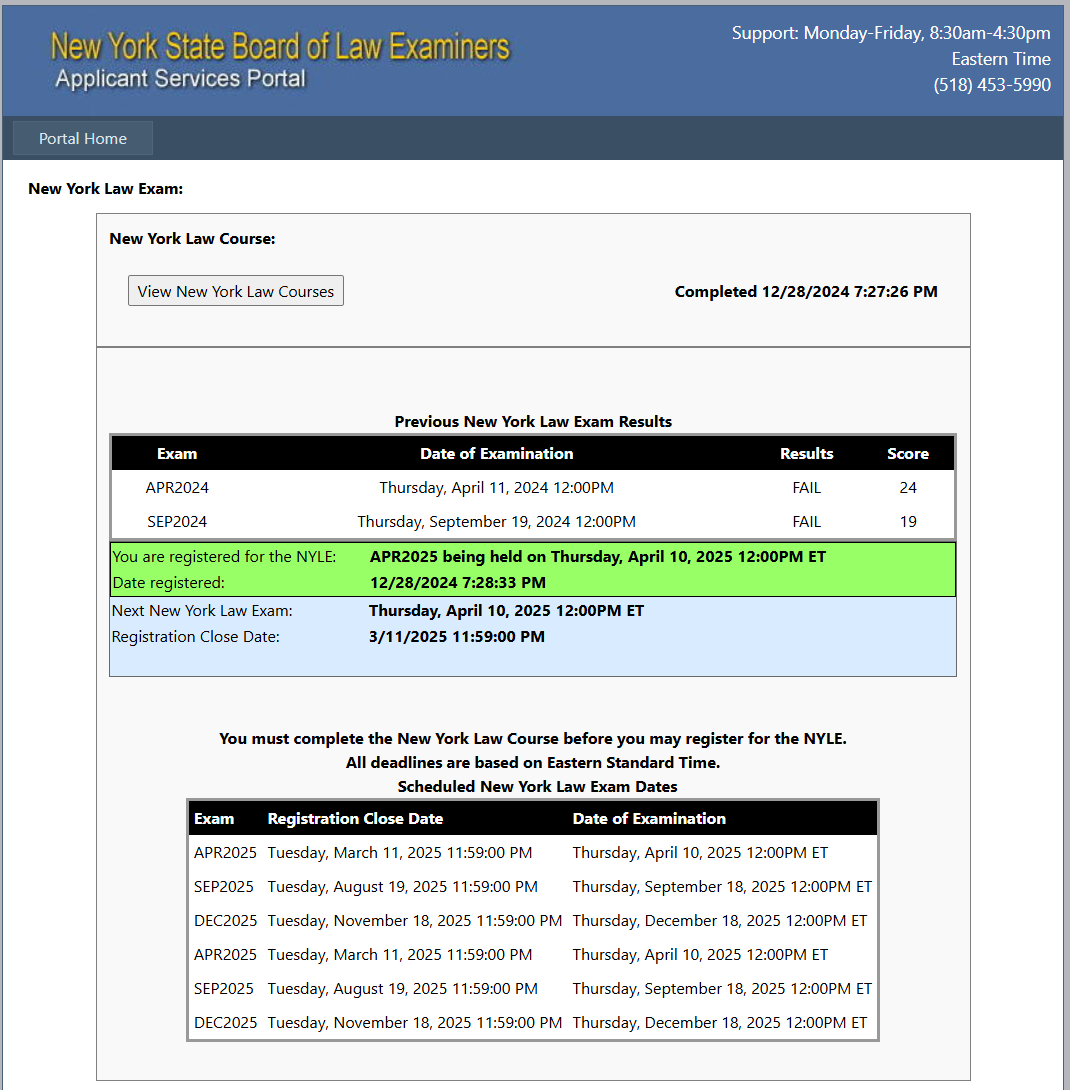 New York State Board of Law Examiners
Applicant Services Portal
Support: Monday-Friday, 8:30am-4:30pm
Eastern Time
(518) 453-5990
Portal Home
New York Law Exam:
New York Law Course:
View New York Law Courses
Completed 12/28/2024 7:27:26 PM
Previous New York Law Exam Results
Exam Date of Examination Results Score
APR2024 Thursday, April 11, 2024 12:00PM FAIL 24
SEP2024 Thursday, September 19, 2024 12:00PM FAIL 19
You are registered for the NYLE: APR2025 being held on Thursday, April 10, 2025 12:00PM ET
Date registered: 12/28/2024 7:28:33 PM
Next New York Law Exam: Thursday, April 10, 2025 12:00PM ET
Registration Close Date: 3/11/2025 11:59:00 PM
You must complete the New York Law Course before you may register for the NYLE.
All deadlines are based on Eastern Standard Time.
Scheduled New York Law Exam Dates
Exam Registration Close Date Date of Examination
APR2025 Tuesday, March 11, 2025 11:59:00 PM Thursday, April 10, 2025 12:00PM ET
SEP2025 Tuesday, August 19, 2025 11:59:00 PM Thursday, September 18, 2025 12:00PM ET
DEC2025 Tuesday, November 18, 2025 11:59:00 PM Thursday, December 18, 2025 12:00PM ET
APR2025 Tuesday, March 11, 2025 11:59:00 PM Thursday, April 10, 2025 12:00PM ET
SEP2025 Tuesday, August 19, 2025 11:59:00 PM Thursday, September 18, 2025 12:00PM ET
DEC2025 Tuesday, November 18, 2025 11:59:00 PM Thursday, December 18, 2025 12:00PM ET